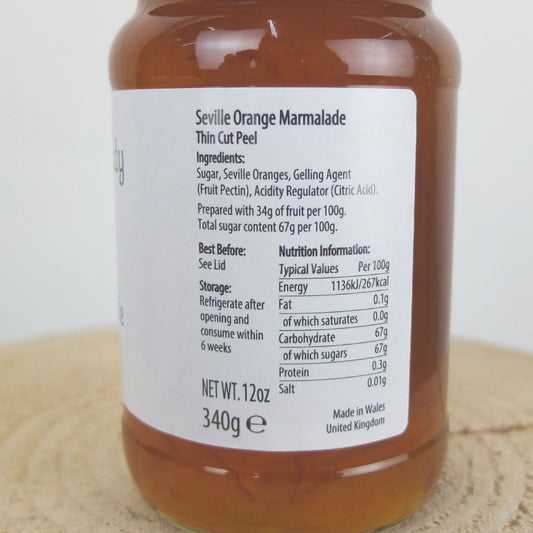 Seville Orange Marmalade
Thin Cut Peel
Ingredients:
Sugar, Seville Oranges, Gelling Agent
(Fruit Pectin), Acidity Regulator (Citric Acid).
Prepared with 34g of fruit per 100g.
Total sugar content 67g per 100g.
Best Before:
See Lid
Storage:
Refrigerate after
opening and
consume within
6 weeks
Nutrition Information:
Typical Values Per 100g
Energy 1136kJ/267kcal
Fat 0.1g
of which saturates 0.0g
Carbohydrate 67g
of which sugars 67g
Protein 0.3g
Salt 0.01g
NET WT. 12oz
340g ℮
Made in Wales
United Kingdom